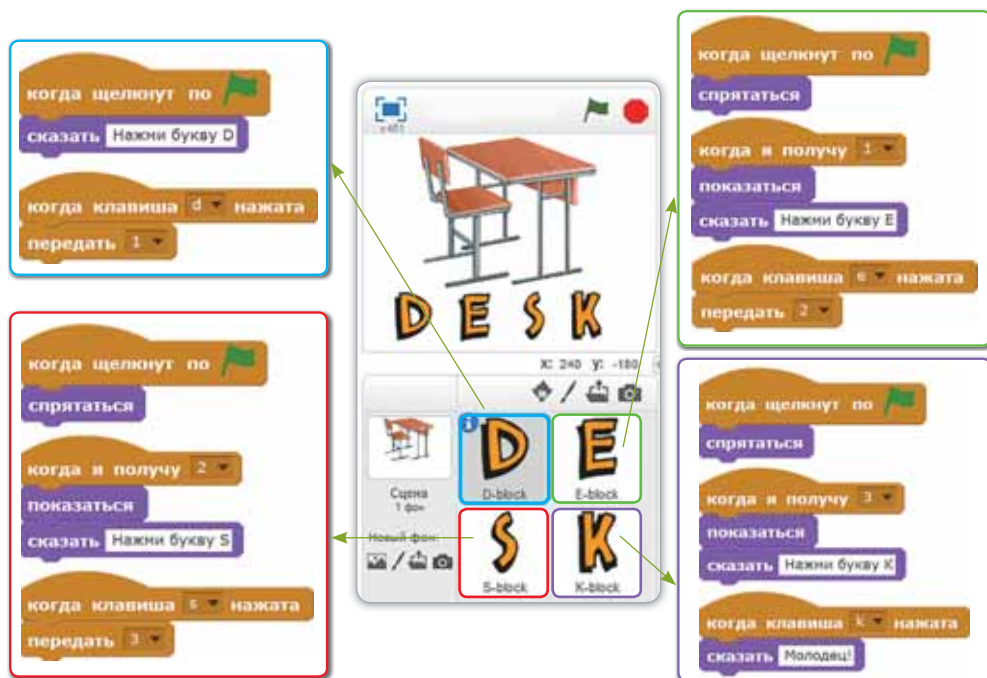 когда щелкнут по
сказать Нажми букву D
когда клавиша d нажата
передать 1
когда щелкнут по
спрятаться
когда я получу 1
показаться
сказать Нажми букву E
когда клавиша e нажата
передать 2
D E S K
X: 240 y: -180
когда щелкнут по
спрятаться
когда я получу 2
показаться
сказать Нажми букву S
когда клавиша s нажата
передать 3
Сцена
1 фон
Новый фон:
D
D-block
E
E-block
S
S-block
K
K-block
когда щелкнут по
спрятаться
когда я получу 3
показаться
сказать Нажми букву K
когда клавиша k нажата
сказать Молодец!